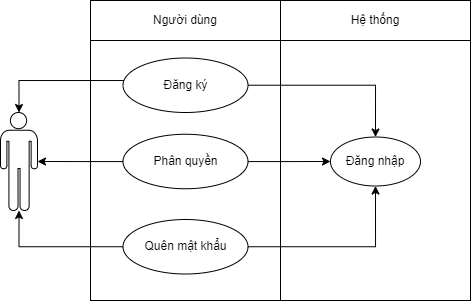 Người dùng
Hệ thống
Đăng ký
Phân quyền
Đăng nhập
Quên mật khẩu